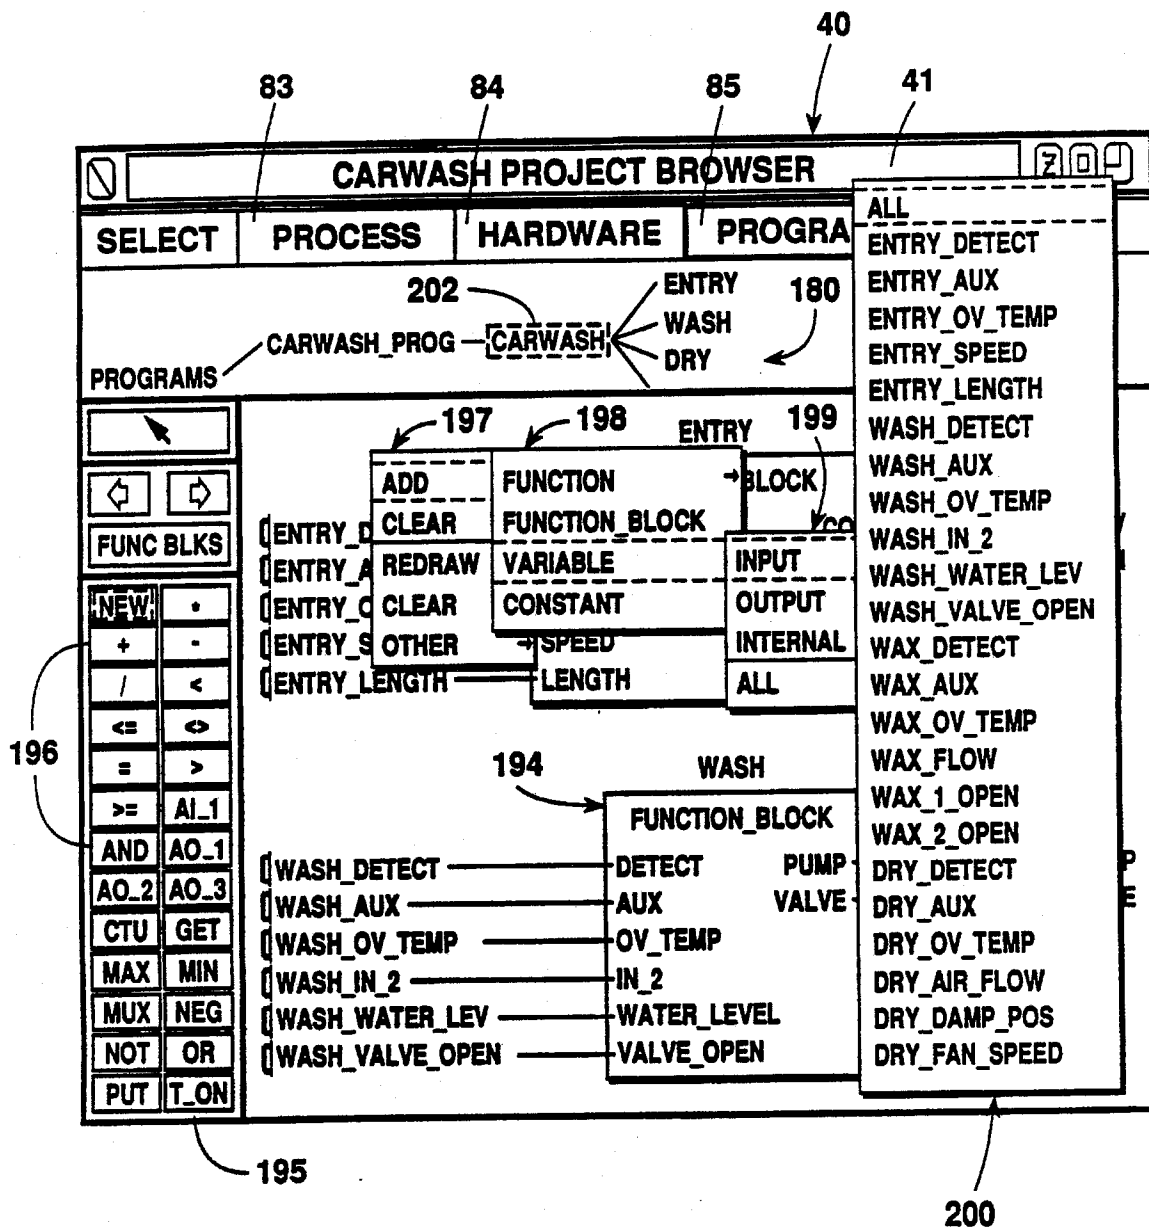 40
83 84 85 41
CARWASH PROJECT BROWSER
SELECT PROCESS HARDWARE PROGRA
202
ENTRY
180
CARWASH_PROG CARWASH WASH
DRY
PROGRAMS
ALL
ENTRY_DETECT
ENTRY_AUX
ENTRY_OV_TEMP
ENTRY_SPEED
ENTRY_LENGTH
WASH_DETECT
WASH_AUX
WASH_OV_TEMP
WASH_IN_2
WASH_WATER_LEV
WASH_VALVE_OPEN
WAX_DETECT
WAX_AUX
WAX_OV_TEMP
WAX_FLOW
WAX_1_OPEN
WAX_2_OPEN
DRY_DETECT
DRY_AUX
DRY_OV_TEMP
DRY_AIR_FLOW
DRY_DAMP_POS
DRY_FAN_SPEED
200
197 198 199
ENTRY
BLOCK
CO
ADD
CLEAR
REDRAW
CLEAR
OTHER
FUNCTION
FUNCTION_BLOCK
VARIABLE
CONSTANT
INPUT
OUTPUT
INTERNAL
ALL
ENTRY_D
ENTRY_A
ENTRY_O
ENTRY_S SPEED
ENTRY_LENGTH LENGTH
FUNC BLKS
NEW *
+ -
/ <
<= <>
= >
>= AI_1
AND AO_1
AO_2 AO_3
CTU GET
MAX MIN
MUX NEG
NOT OR
PUT T_ON
196
195
194
WASH
FUNCTION_BLOCK
WASH_DETECT DETECT PUMP P
WASH_AUX AUX VALVE E
WASH_OV_TEMP OV_TEMP
WASH_IN_2 IN_2
WASH_WATER_LEV WATER_LEVEL
WASH_VALVE_OPEN VALVE_OPEN